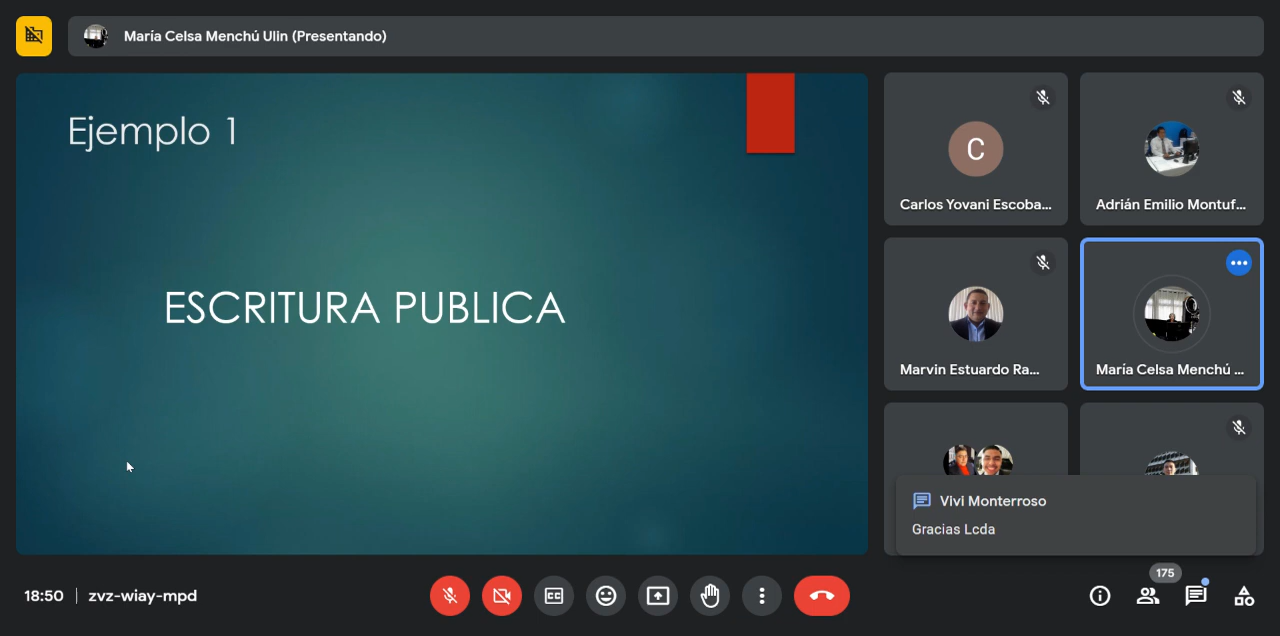 María Celsa Menchú Ulin (Presentando)
Ejemplo 1
ESCRITURA PUBLICA
C
Carlos Yovani Escoba...
Adrián Emilio Montuf...
Marvin Estuardo Ra...
María Celsa Menchú ...
Vivi Monterroso
Gracias Lcda
18:50 | zvz-wiay-mpd
CC
175